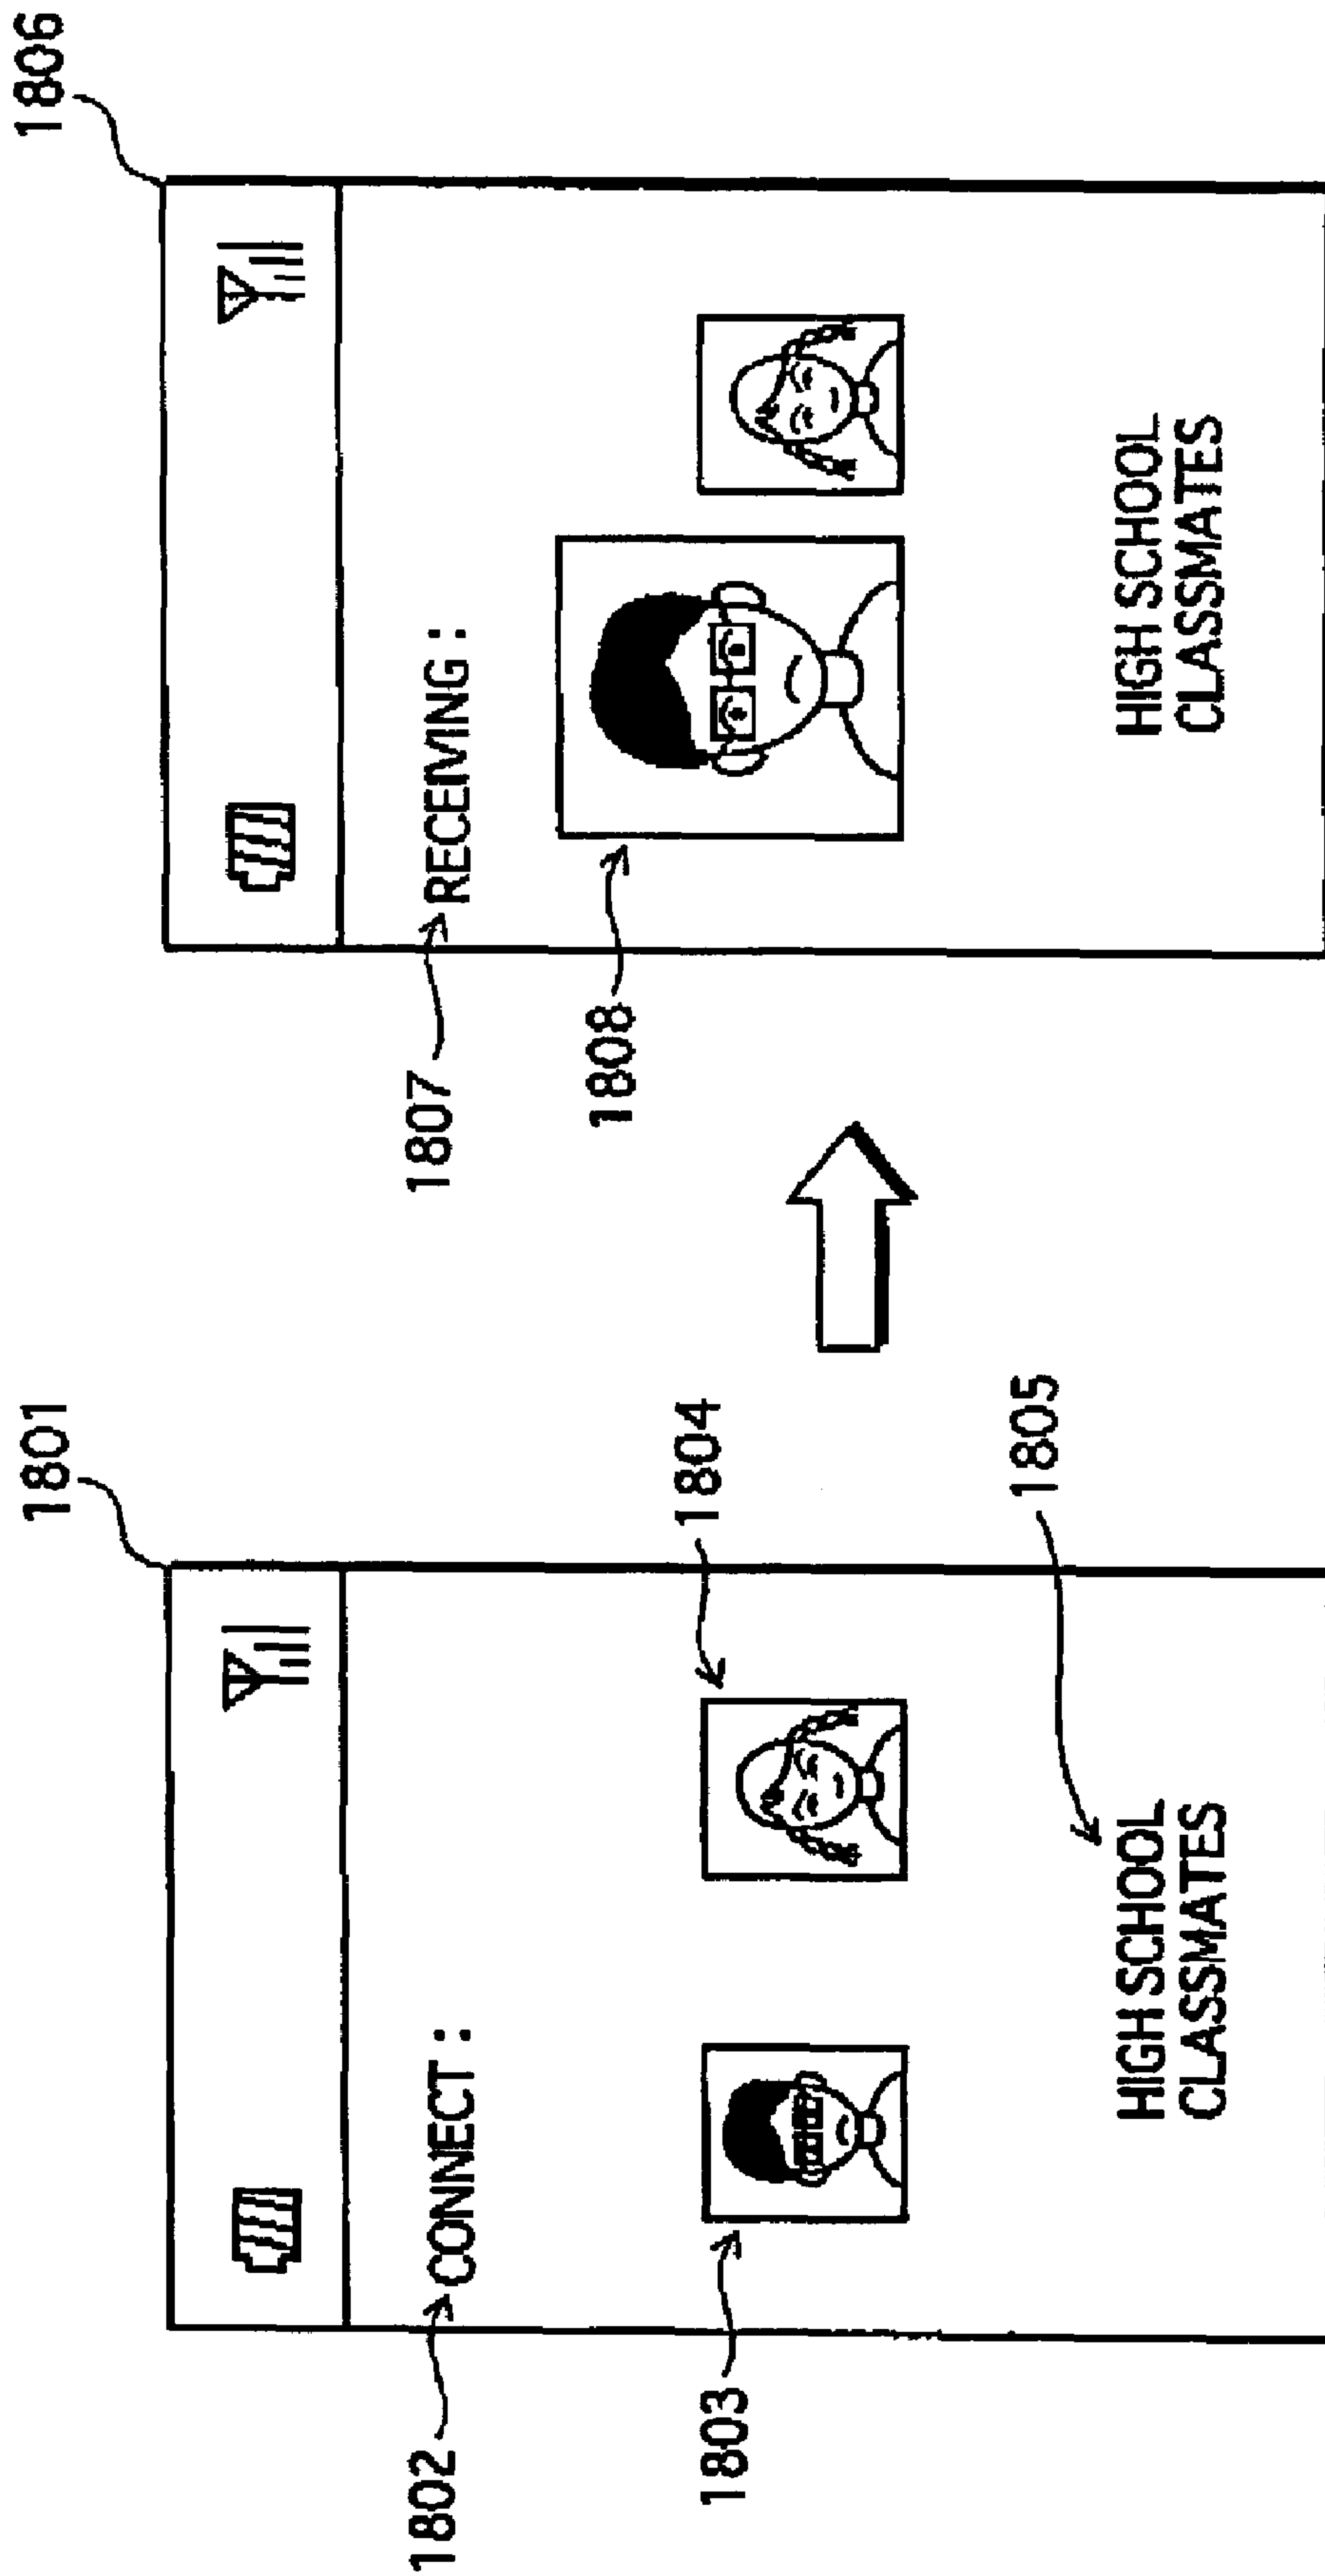 1801
1802
CONNECT :
1803
1804
1805
HIGH SCHOOL
CLASSMATES
1806
1807
RECEIVING :
1808
HIGH SCHOOL
CLASSMATES